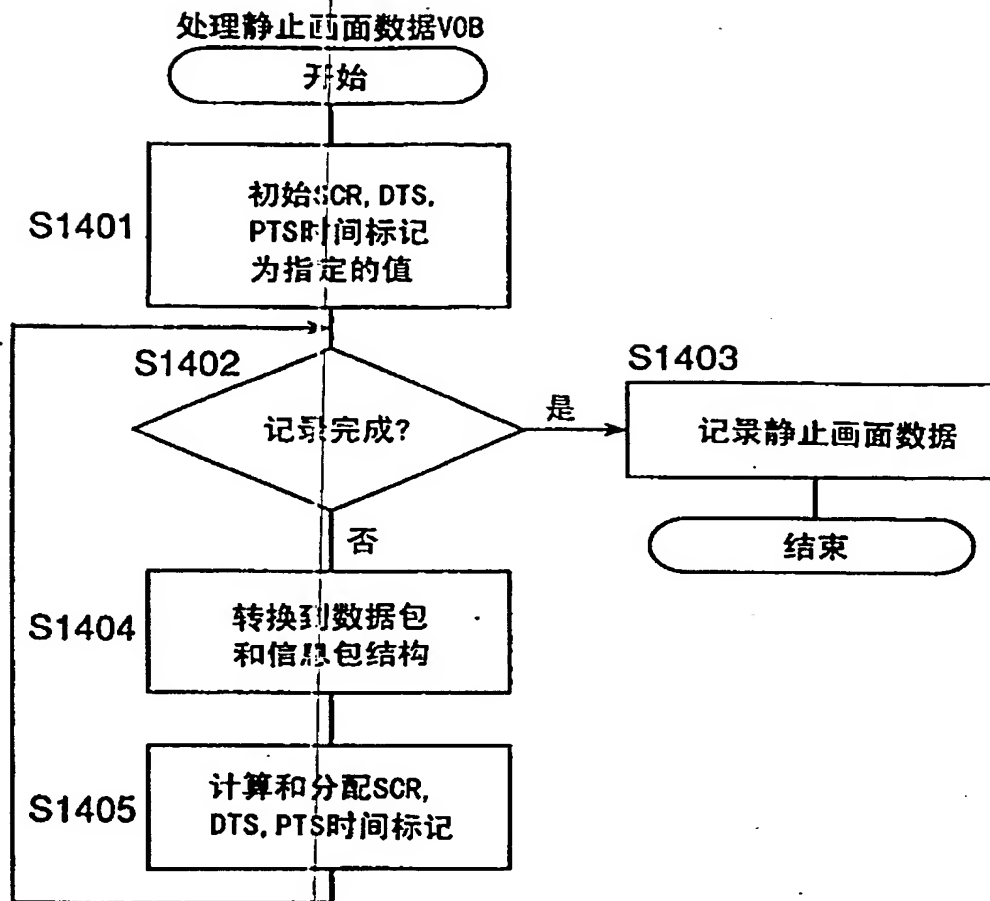 处理静止画面数据VOB
开始
S1401
初始SCR, DTS,
PTS时间标记
为指定的值
S1402
记录完成?
是
S1403
记录静止画面数据
结束
否
S1404
转换到数据包
和信息包结构
S1405
计算和分配SCR,
DTS, PTS时间标记